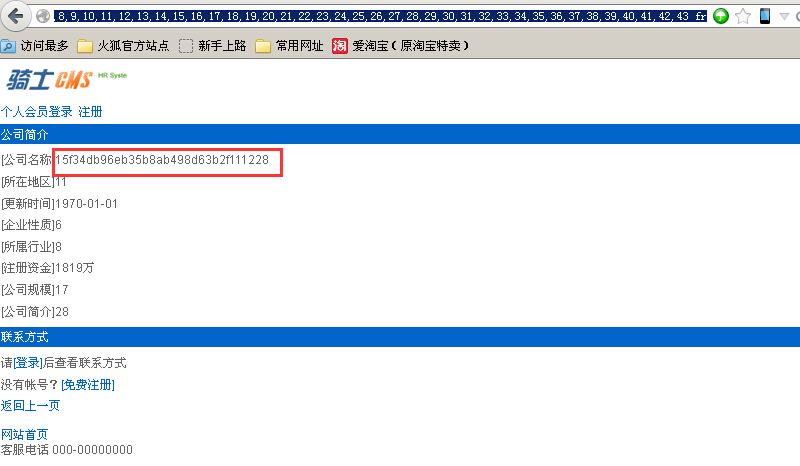 8,9,10,11,12,13,14,15,16,17,18,19,20,21,22,23,24,25,26,27,28,29,30,31,32,33,34,35,36,37,38,39,40,41,42,43 fr
访问最多 火狐官方站点 新手上路 常用网址 淘 爱淘宝（原淘宝特卖）
骑士CMS HR Syste
个人会员登录 注册
公司简介
[公司名称]15f34db96eb35b8ab498d63b2f111228
[所在地区]11
[更新时间]1970-01-01
[企业性质]6
[所属行业]8
[注册资金]1819万
[公司规模]17
[公司简介]28
联系方式
请[登录]后查看联系方式
没有帐号？[免费注册]
返回上一页
网站首页
客服电话 000-00000000